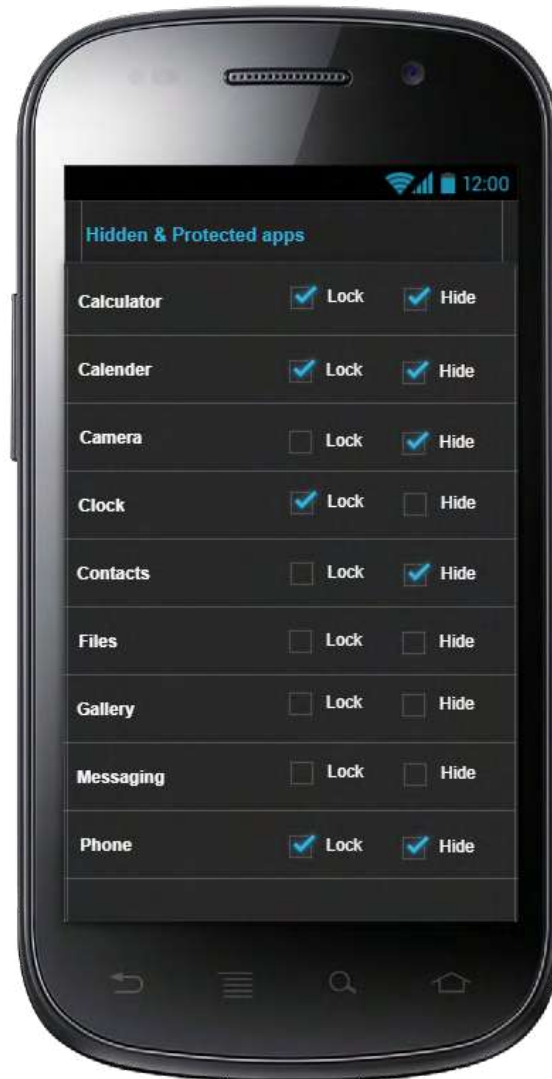 12:00
Hidden & Protected apps
Calculator Lock Hide
Calender Lock Hide
Camera Lock Hide
Clock Lock Hide
Contacts Lock Hide
Files Lock Hide
Gallery Lock Hide
Messaging Lock Hide
Phone Lock Hide